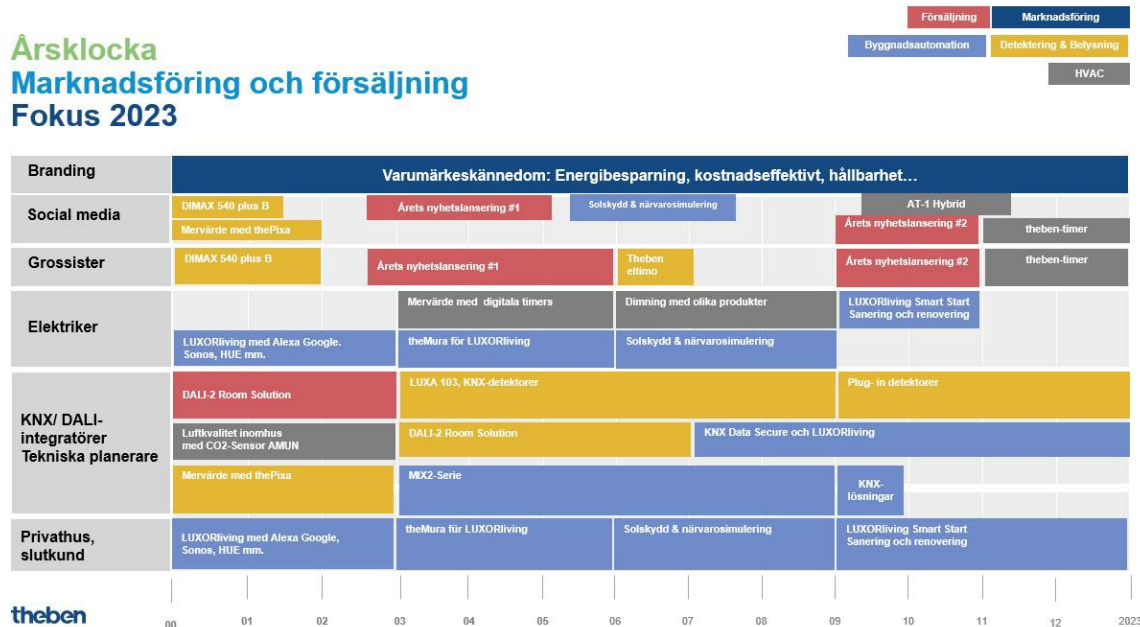 Försäljning
Marknadsföring
Byggnadsautomation
Detektering & Belysning
HVAC
Årsklocka
Marknadsföring och försäljning
Fokus 2023
Branding
Varumärkeskännedom: Energibesparning, kostnadseffektivt, hållbarhet…
Social media
DIMAX 540 plus B
Mervärde med thePixa
Årets nyhetslansering #1
Solskydd & närvarosimulering
AT-1 Hybrid
Årets nyhetslansering #2
theben-timer
Grossister
DIMAX 540 plus B
Årets nyhetslansering #1
Theben
eltimo
Årets nyhetslansering #2
theben-timer
Elektriker
Mervärde med digitala timers
Dimning med olika produkter
LUXORliving Smart Start
Sanering och renovering
LUXORliving med Alexa Google.
Sonos, HUE mm.
theMura för LUXORliving
Solskydd & närvarosimulering
KNX/ DALI-
integratörer
Tekniska planerare
DALI-2 Room Solution
LUXA 103, KNX-detektorer
Plug- in detektorer
Luftkvalitet inomhus
med CO2-Sensor AMUN
DALI-2 Room Solution
KNX Data Secure och LUXORliving
Mervärde med thePixa
MIX2-Serie
KNX-
lösningar
Privathus,
slutkund
LUXORliving med Alexa Google,
Sonos, HUE mm.
theMura für LUXORliving
Solskydd & närvarosimulering
LUXORliving Smart Start
Sanering och renovering
theben
00 01 02 03 04 05 06 07 08 09 10 11 12 2023